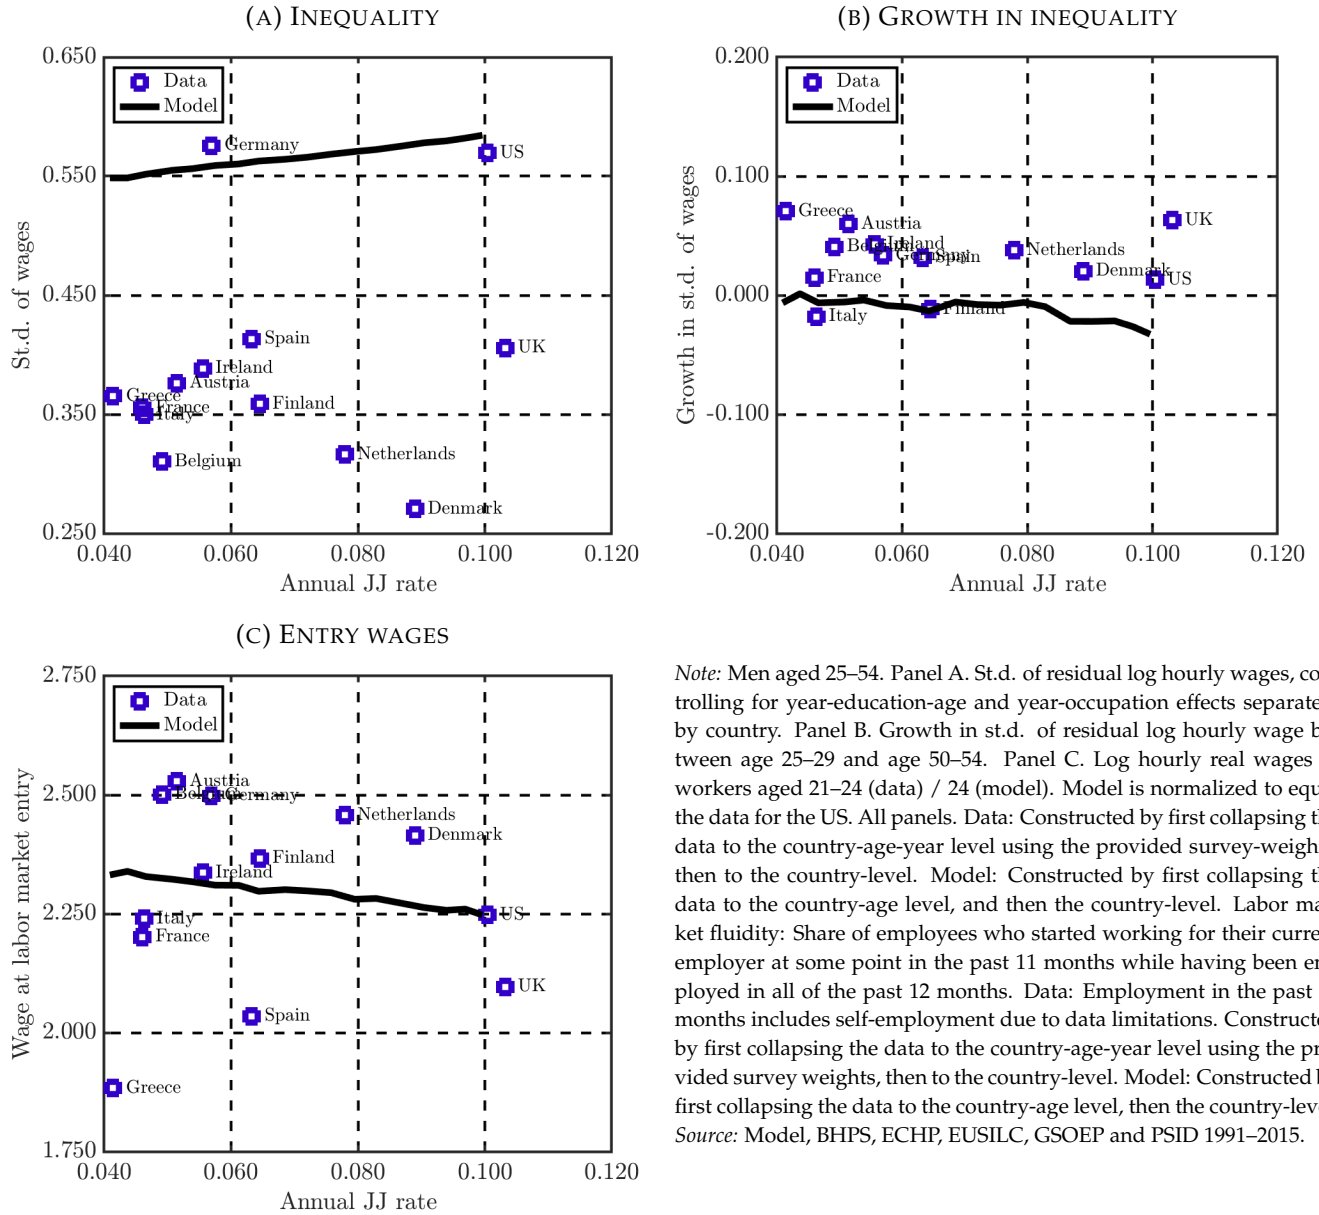 (A) INEQUALITY
0.650
0.550
0.450
0.350
0.250
St.d. of wages
Data
Model
Germany
US
Spain
UK
Ireland
Austria
Greece
France
Italy
Finland
Belgium
Netherlands
Denmark
0.040 0.060 0.080 0.100 0.120
Annual JJ rate
(B) GROWTH IN INEQUALITY
0.200
0.100
0.000
-0.100
-0.200
Growth in st.d. of wages
Data
Model
Greece
Austria
UK
Belgium
Ireland
Germany
Spain
Netherlands
Denmark
France
US
Italy
Finland
0.040 0.060 0.080 0.100 0.120
Annual JJ rate
(C) ENTRY WAGES
2.750
2.500
2.250
2.000
1.750
Wage at labor market entry
Data
Model
Austria
Belgium
Germany
Netherlands
Denmark
Finland
Ireland
Italy
US
France
UK
Spain
Greece
0.040 0.060 0.080 0.100 0.120
Annual JJ rate
Note: Men aged 25–54. Panel A. St.d. of residual log hourly wages, co
trolling for year-education-age and year-occupation effects separate
by country. Panel B. Growth in st.d. of residual log hourly wage b
tween age 25–29 and age 50–54. Panel C. Log hourly real wages
workers aged 21–24 (data) / 24 (model). Model is normalized to equ
the data for the US. All panels. Data: Constructed by first collapsing th
data to the country-age-year level using the provided survey-weigh
then to the country-level. Model: Constructed by first collapsing th
data to the country-age level, and then the country-level. Labor ma
ket fluidity: Share of employees who started working for their curre
employer at some point in the past 11 months while having been em
ployed in all of the past 12 months. Data: Employment in the past
months includes self-employment due to data limitations. Constructe
by first collapsing the data to the country-age-year level using the pr
vided survey weights, then to the country-level. Model: Constructed b
first collapsing the data to the country-age level, then the country-leve
Source: Model, BHPS, ECHP, EUSILC, GSOEP and PSID 1991–2015.